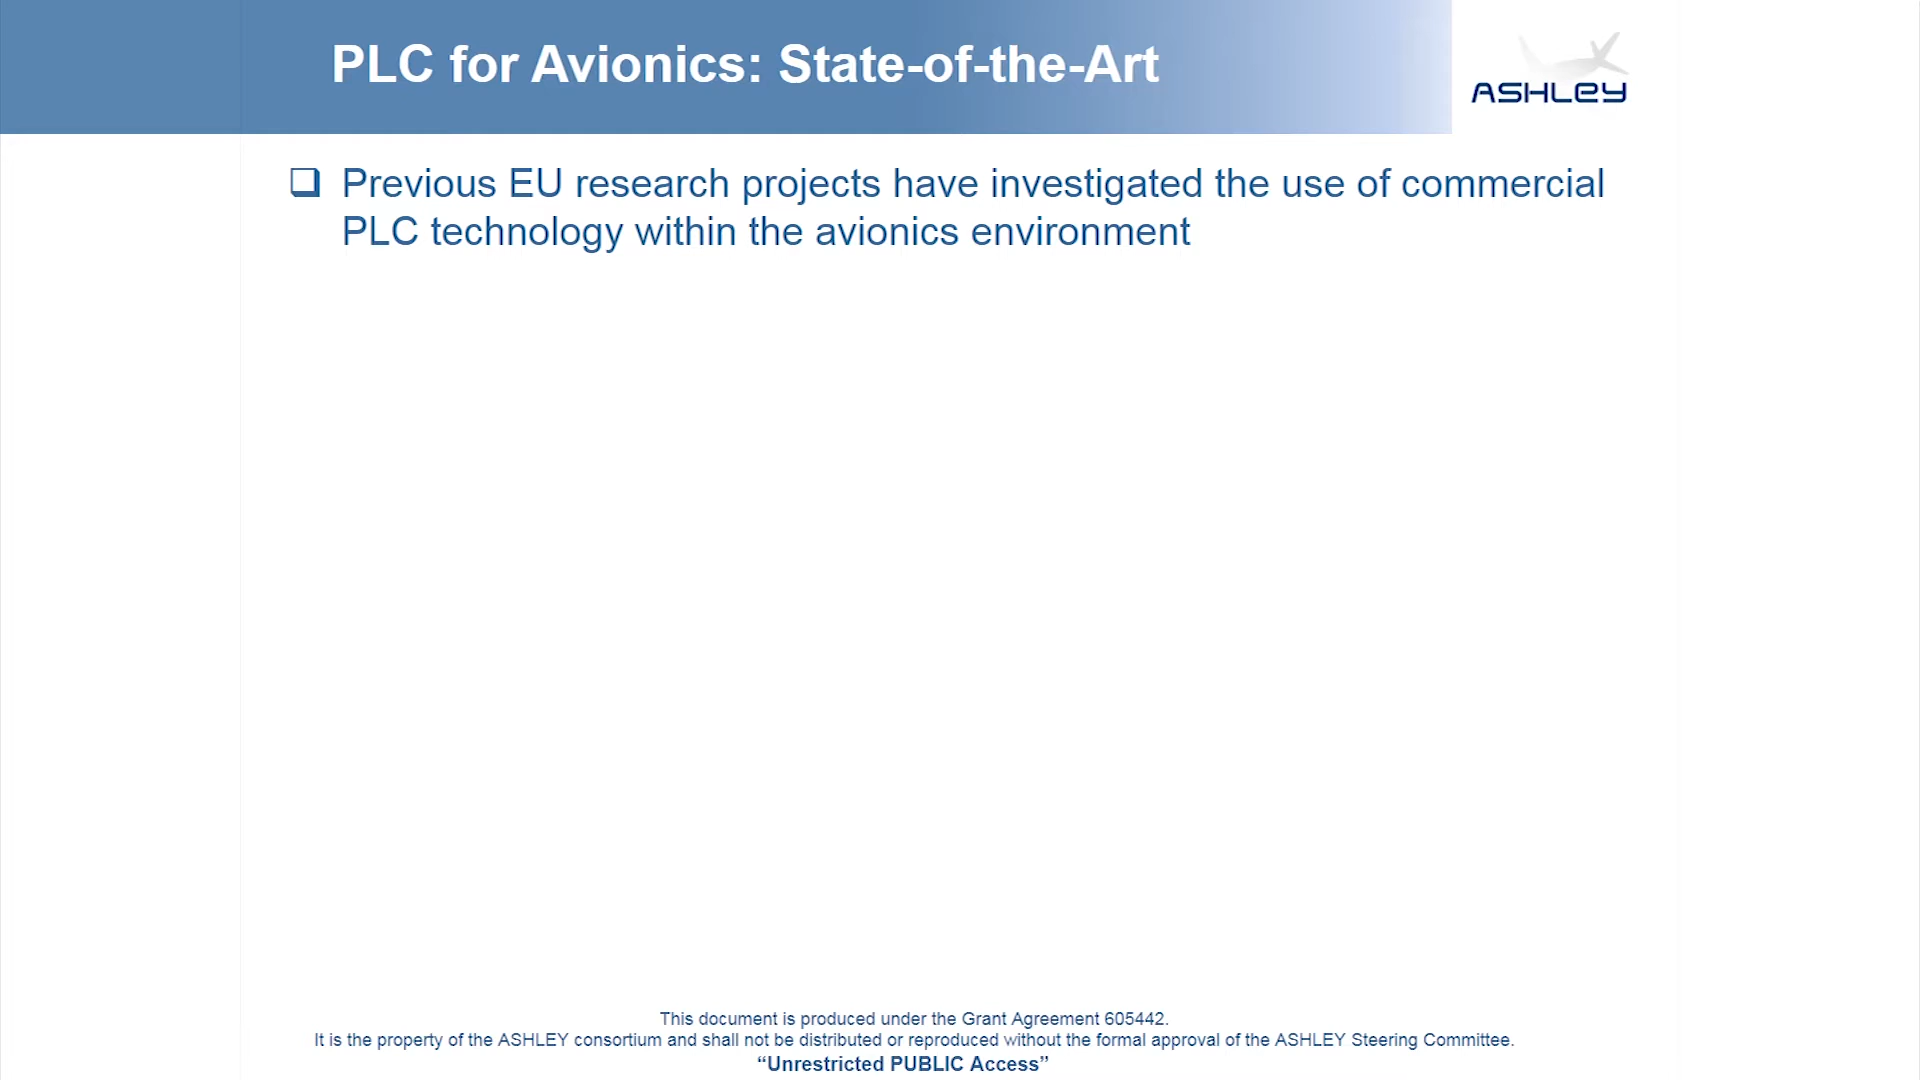 PLC for Avionics: State-of-the-Art
ASHLEY
Previous EU research projects have investigated the use of commercial
PLC technology within the avionics environment
This document is produced under the Grant Agreement 605442.
It is the property of the ASHLEY consortium and shall not be distributed or reproduced without the formal approval of the ASHLEY Steering Committee.
“Unrestricted PUBLIC Access”